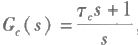 G_c(s) = \frac{\tau_c s + 1}{s},